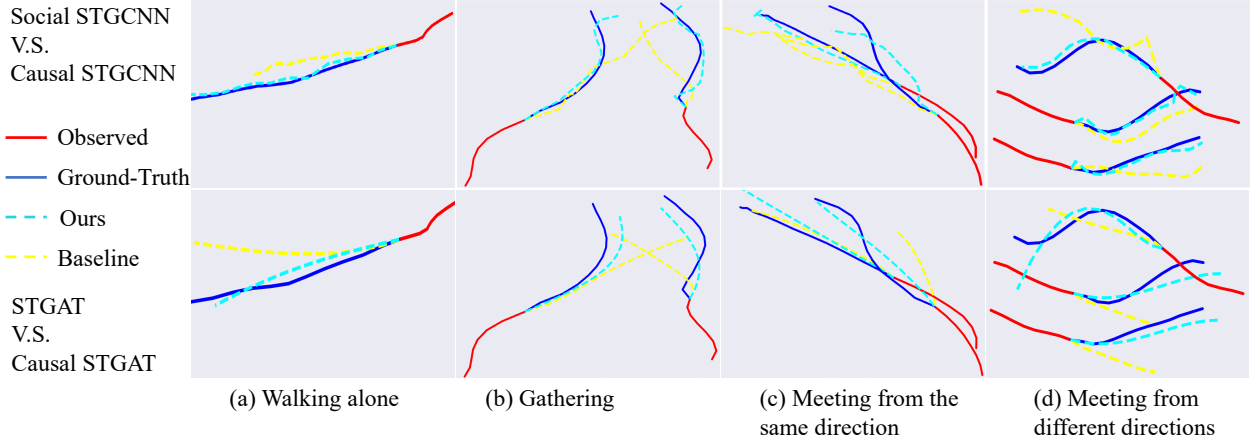 Social STGCNN
V.S.
Causal STGCNN
Observed
Ground-Truth
Ours
Baseline
STGAT
V.S.
Causal STGAT
(a) Walking alone
(b) Gathering
(c) Meeting from the
same direction
(d) Meeting from
different directions